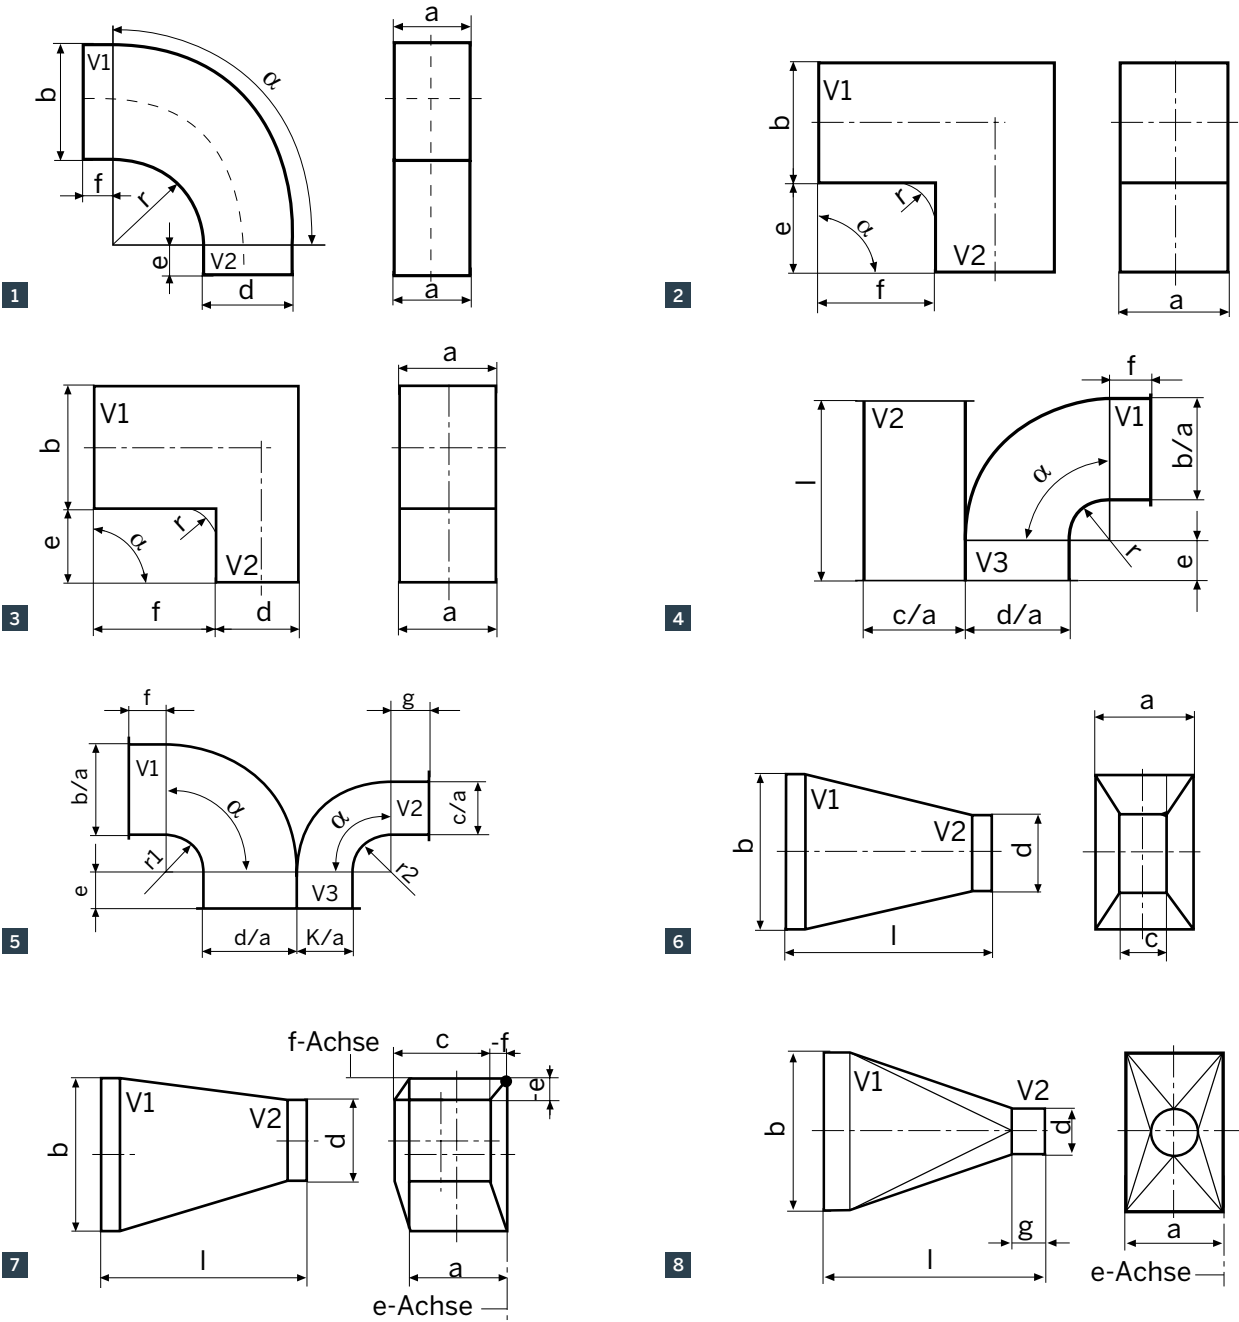 a
V1
α
b
f
r
e
V2
d
a
1
V1
b
r
α
e
V2
f
a
2
a
V1
b
r
α
e
V2
f
d
a
3
f
V2
V1
b/a
α
l
r
V3
e
c/a
d/a
4
f
g
V1
b/a
α
α
V2
c/a
r1
r2
e
V3
d/a
K/a
5
a
V1
V2
b
d
l
c
6
f-Achse
c
-f
-e
V1
V2
b
d
l
a
e-Achse
7
V1
V2
b
d
g
l
a
e-Achse
8